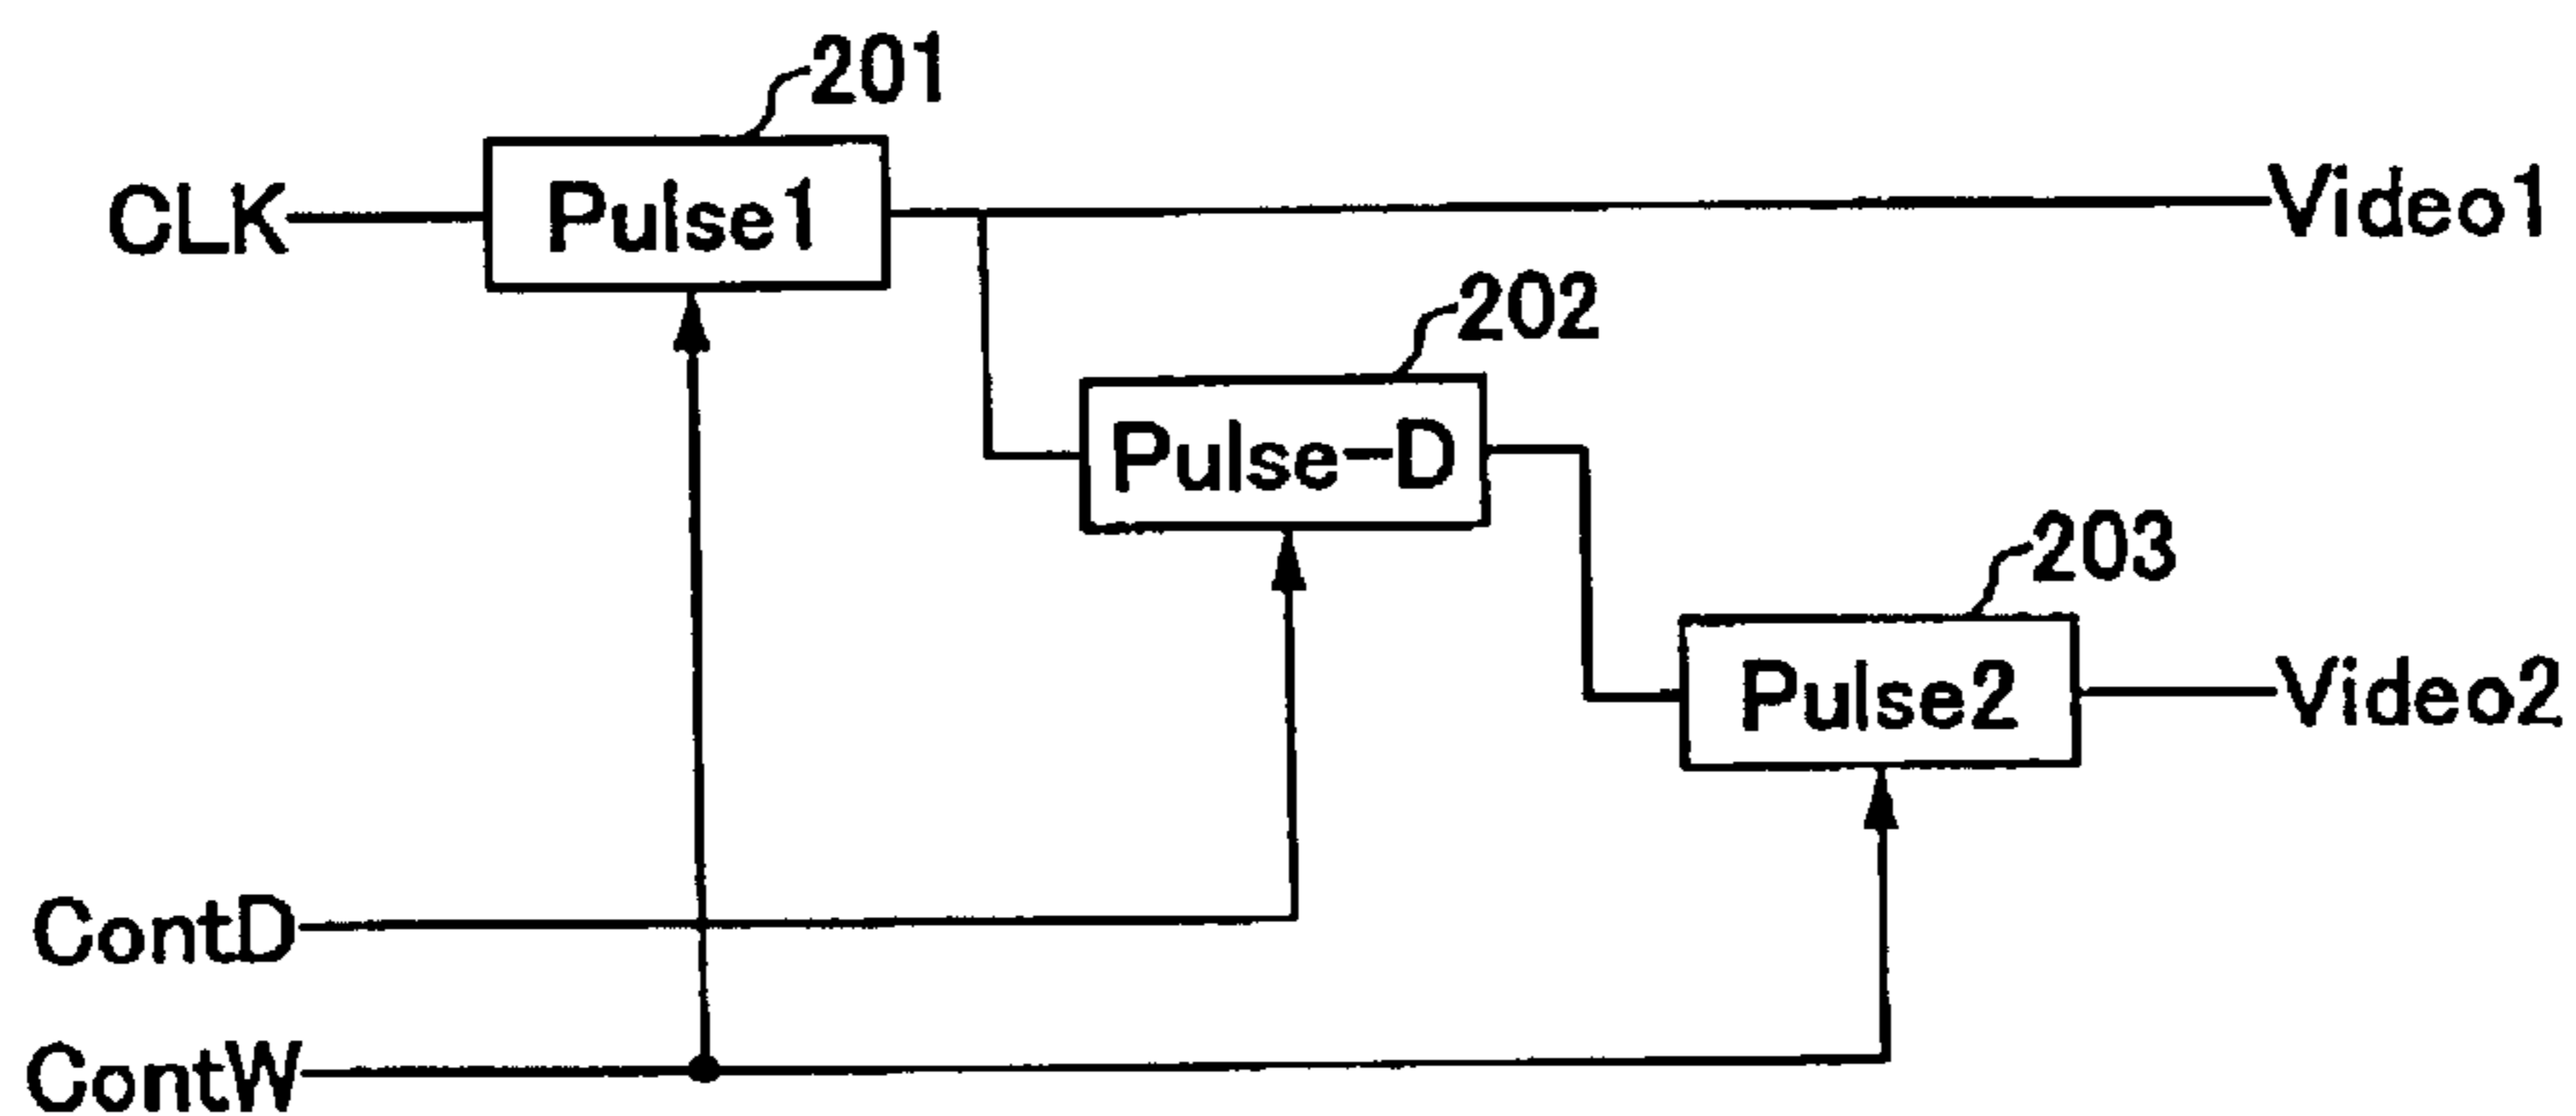 201
CLK
Pulse1
Video1
202
Pulse-D
203
Pulse2
Video2
ContD
ContW